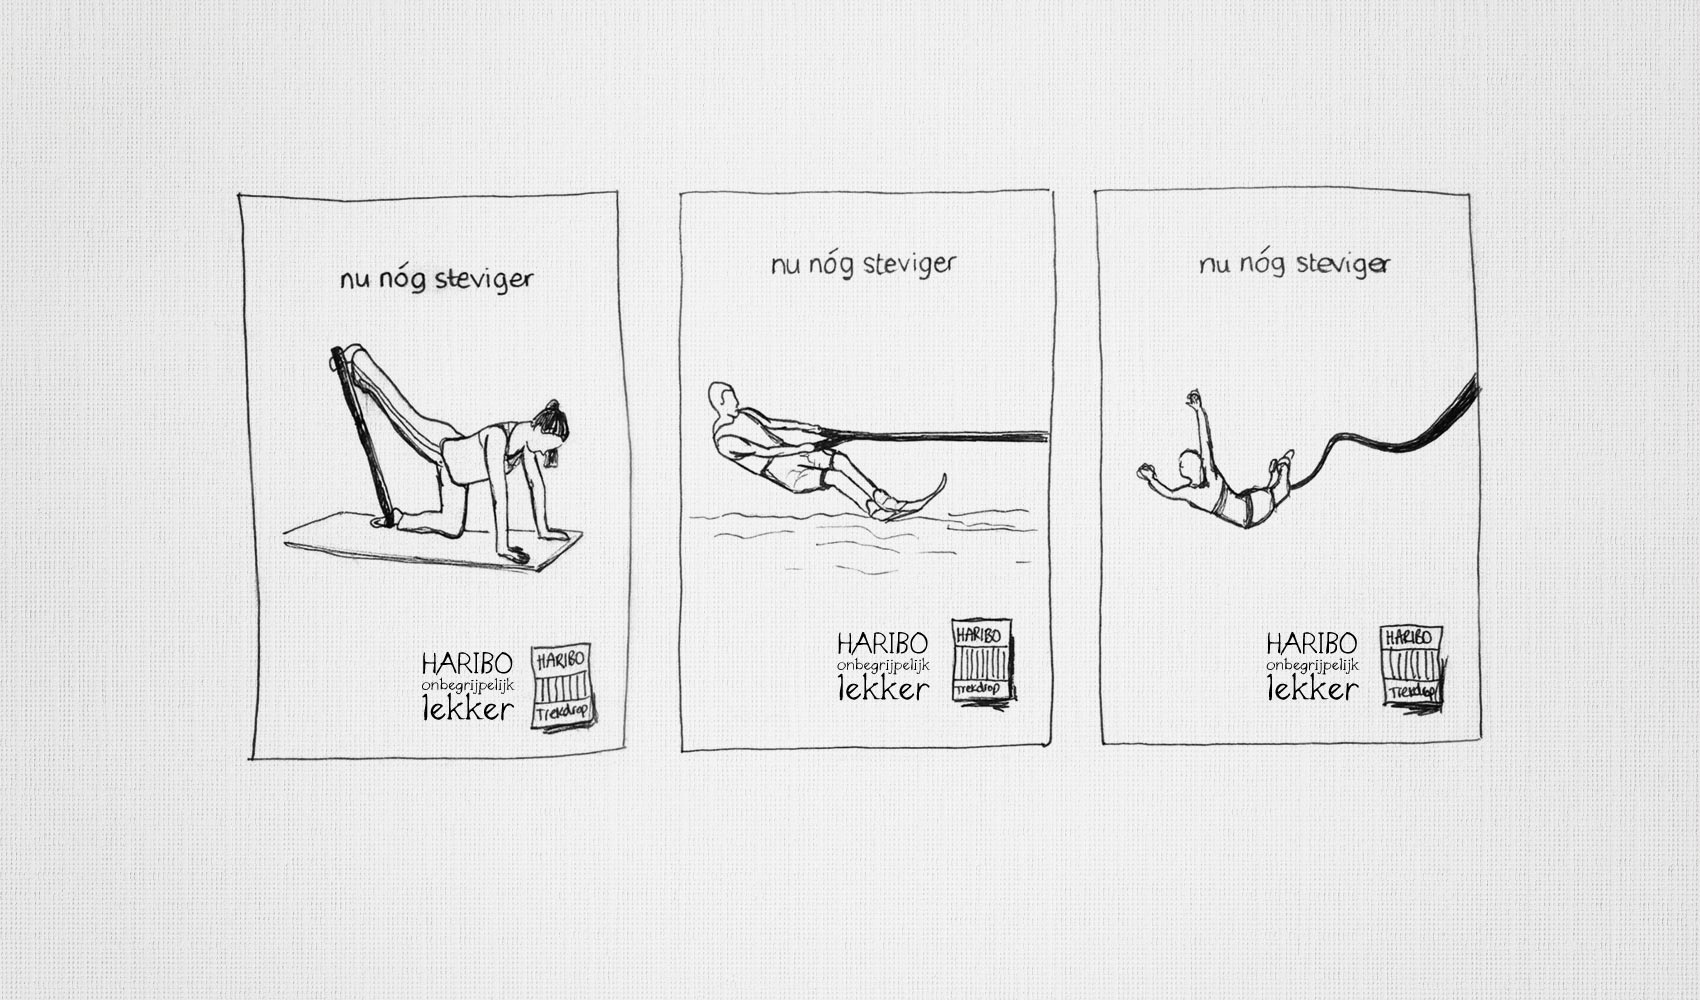 nu nóg steviger
HARIBO
onbegrijpelijk
lekker
HARIBO
Trekdrop
nu nóg steviger
HARIBO
onbegrijpelijk
lekker
HARIBO
Trekdrop
nu nóg steviger
HARIBO
onbegrijpelijk
lekker
HARIBO
Trekdrop